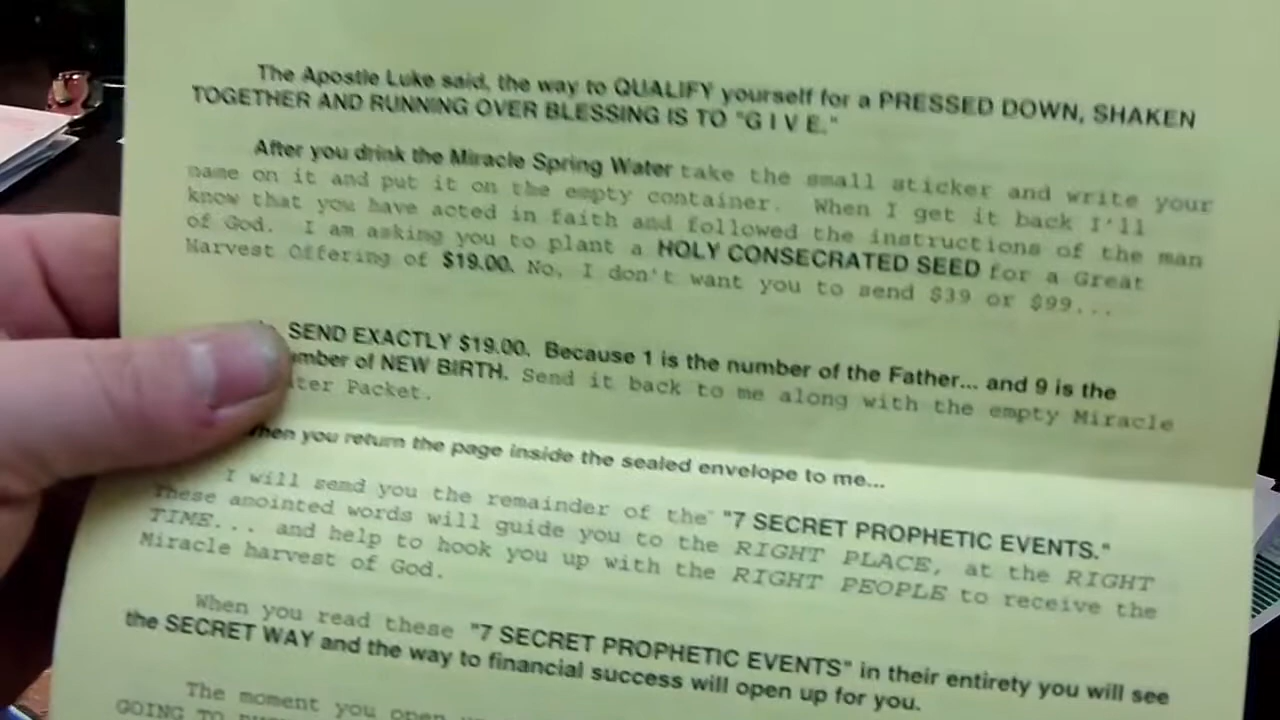 The Apostle Luke said, the way to QUALIFY yourself for a PRESSED DOWN, SHAKEN
TOGETHER AND RUNNING OVER BLESSING IS TO "G I V E."
After you drink the Miracle Spring Water take the small sticker and write your
name on it and put it on the empty container. When I get it back I'll
know that you have acted in faith and followed the instructions of the man
of God. I am asking you to plant a HOLY CONSECRATED SEED for a Great
Harvest Offering of $19.00. No, I don't want you to send $39 or $99...
SEND EXACTLY $19.00. Because 1 is the number of the Father... and 9 is the
mber of NEW BIRTH. Send it back to me along with the empty Miracle
ter Packet.
hen you return the page inside the sealed envelope to me...
I will send you the remainder of the "7 SECRET PROPHETIC EVENTS."
These anointed words will guide you to the RIGHT PLACE, at the RIGHT
TIME... and help to hook you up with the RIGHT PEOPLE to receive the
Miracle harvest of God.
When you read these "7 SECRET PROPHETIC EVENTS" in their entirety you will see
the SECRET WAY and the way to financial success will open up for you.
The moment you open
GOING TO